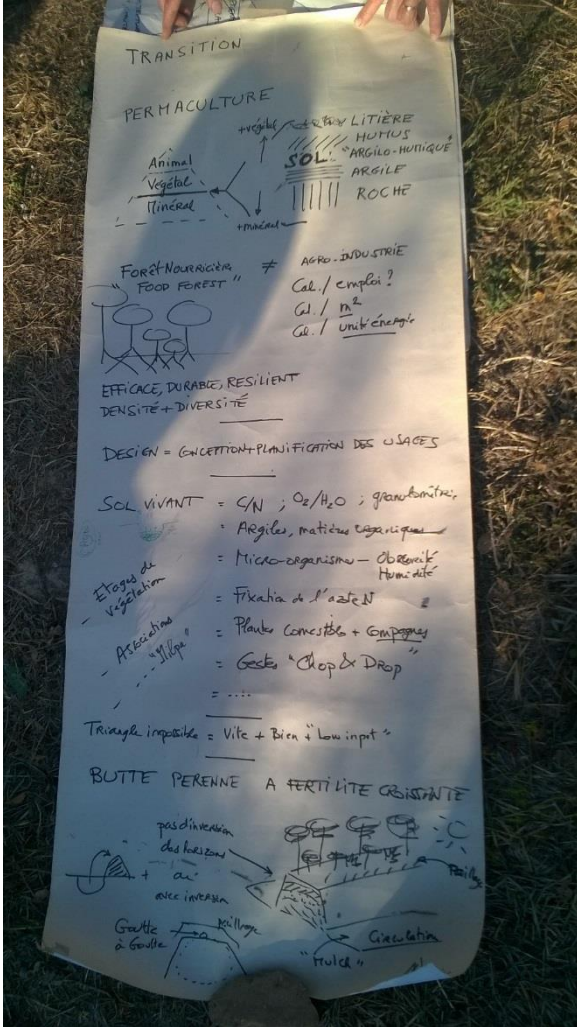 TRANSITION
PERMACULTURE
+végétal
LITIÈRE
HUMUS
SOL: "ARGILO-HUMIQUE"
ARGILE
ROCHE
Animal
Végétal
Minéral
+minéral
FORÊT NOURRICIÈRE
"FOOD FOREST"
≠
AGRO-INDUSTRIE
Cal. / emploi ?
Cal. / m²
Cal. / unité énergie
EFFICACE, DURABLE, RESILIENT
DENSITÉ + DIVERSITÉ
DESIGN = CONCEPTION + PLANIFICATION DES USAGES
SOL VIVANT = C/N ; O₂/H₂O ; granulométrie
= Argiles, matières organiques
= Micro-organisme - Obscurité
Humidité
= Fixation de l'azote N
= Plantes comestibles + compagnes
= Gestes "Chop & Drop"
= ....
- Etages de végétation
- Associations
Triangle impossible = Vite + Bien + "Low input"
BUTTE PERENNE A FERTILITE CROISSANTE
pas d'inversion
des horizons
+ ou
avec inversion
Paillage
Goutte
à Goutte
Paillage
"Mulch"
Circulation